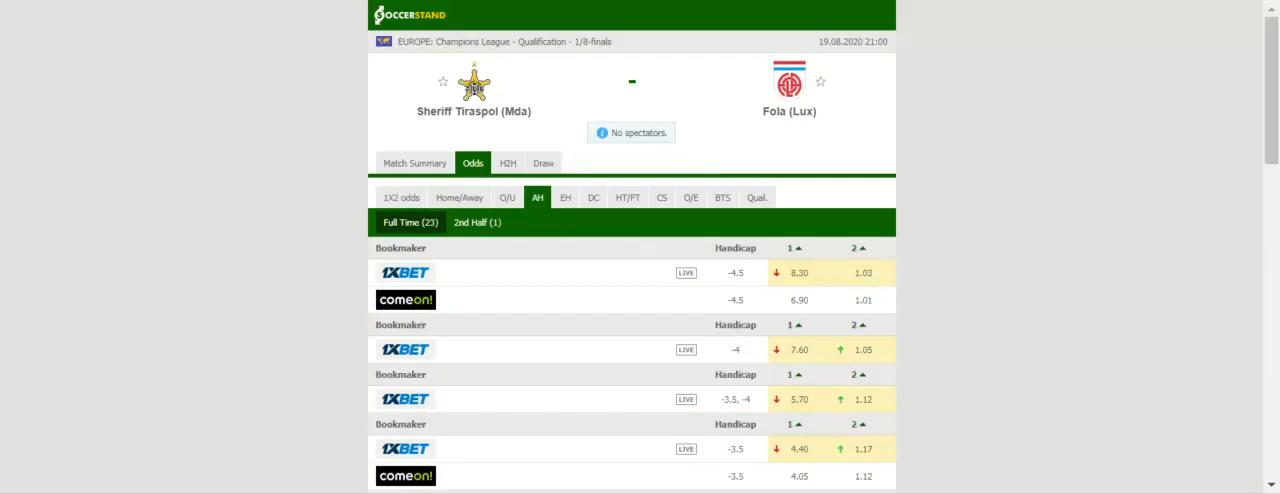 SOCCERSTAND
EUROPE: Champions League - Qualification - 1/8-finals 19.08.2020 21:00
-
Sheriff Tiraspol (Mda) Fola (Lux)
No spectators.
Match Summary Odds H2H Draw
1X2 odds Home/Away O/U AH EH DC HT/FT CS O/E BTS Qual.
Full Time (23) 2nd Half (1)
Bookmaker Handicap 1 2
1XBET LIVE -4.5 8.30 1.03
comeon! -4.5 6.90 1.01
Bookmaker Handicap 1 2
1XBET LIVE -4 7.60 1.05
Bookmaker Handicap 1 2
1XBET LIVE -3.5, -4 5.70 1.12
Bookmaker Handicap 1 2
1XBET LIVE -3.5 4.40 1.17
comeon! -3.5 4.05 1.12